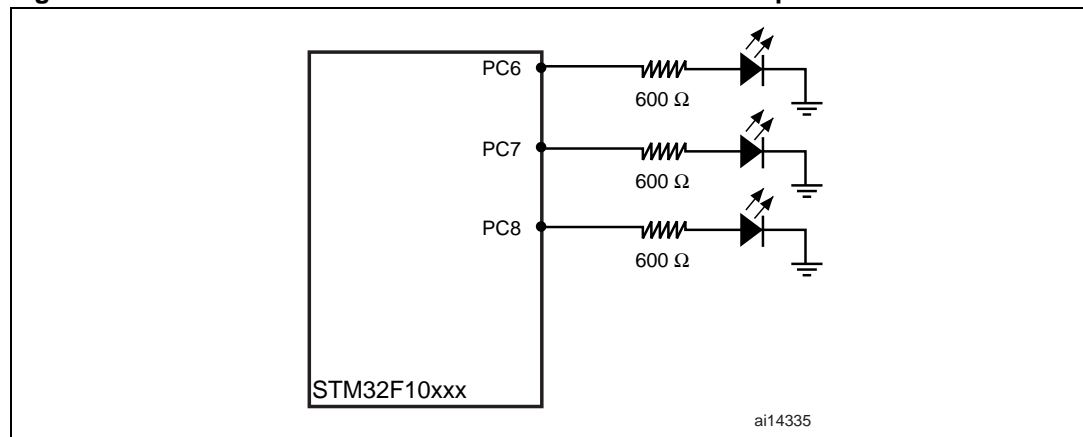 PC6
600 Ω
PC7
600 Ω
PC8
600 Ω
STM32F10xxx
ai14335